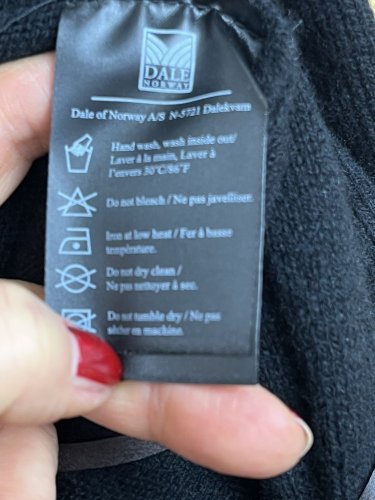 DALE
NORWAY
Dale of Norway A/S N-5721 Dalekvam
Hand wash, wash inside out/
Laver à la main, Laver à
l'envers 30°C/86°F
Do not bleach / Ne pas javelliser.
Iron at low heat / Fer à basse
température.
Do not dry clean /
Ne pas nettoyer à sec.
Do not tumble dry / No pas
sécher en machine.